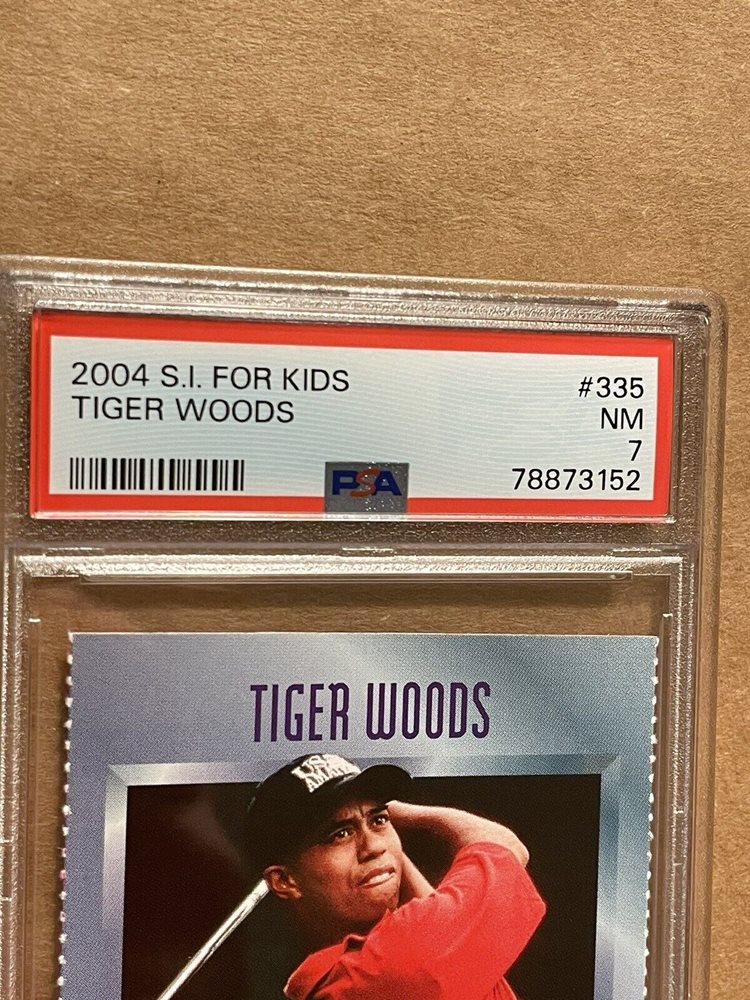 2004 S.I. FOR KIDS
TIGER WOODS
#335
NM
7
78873152
PSA
TIGER WOODS